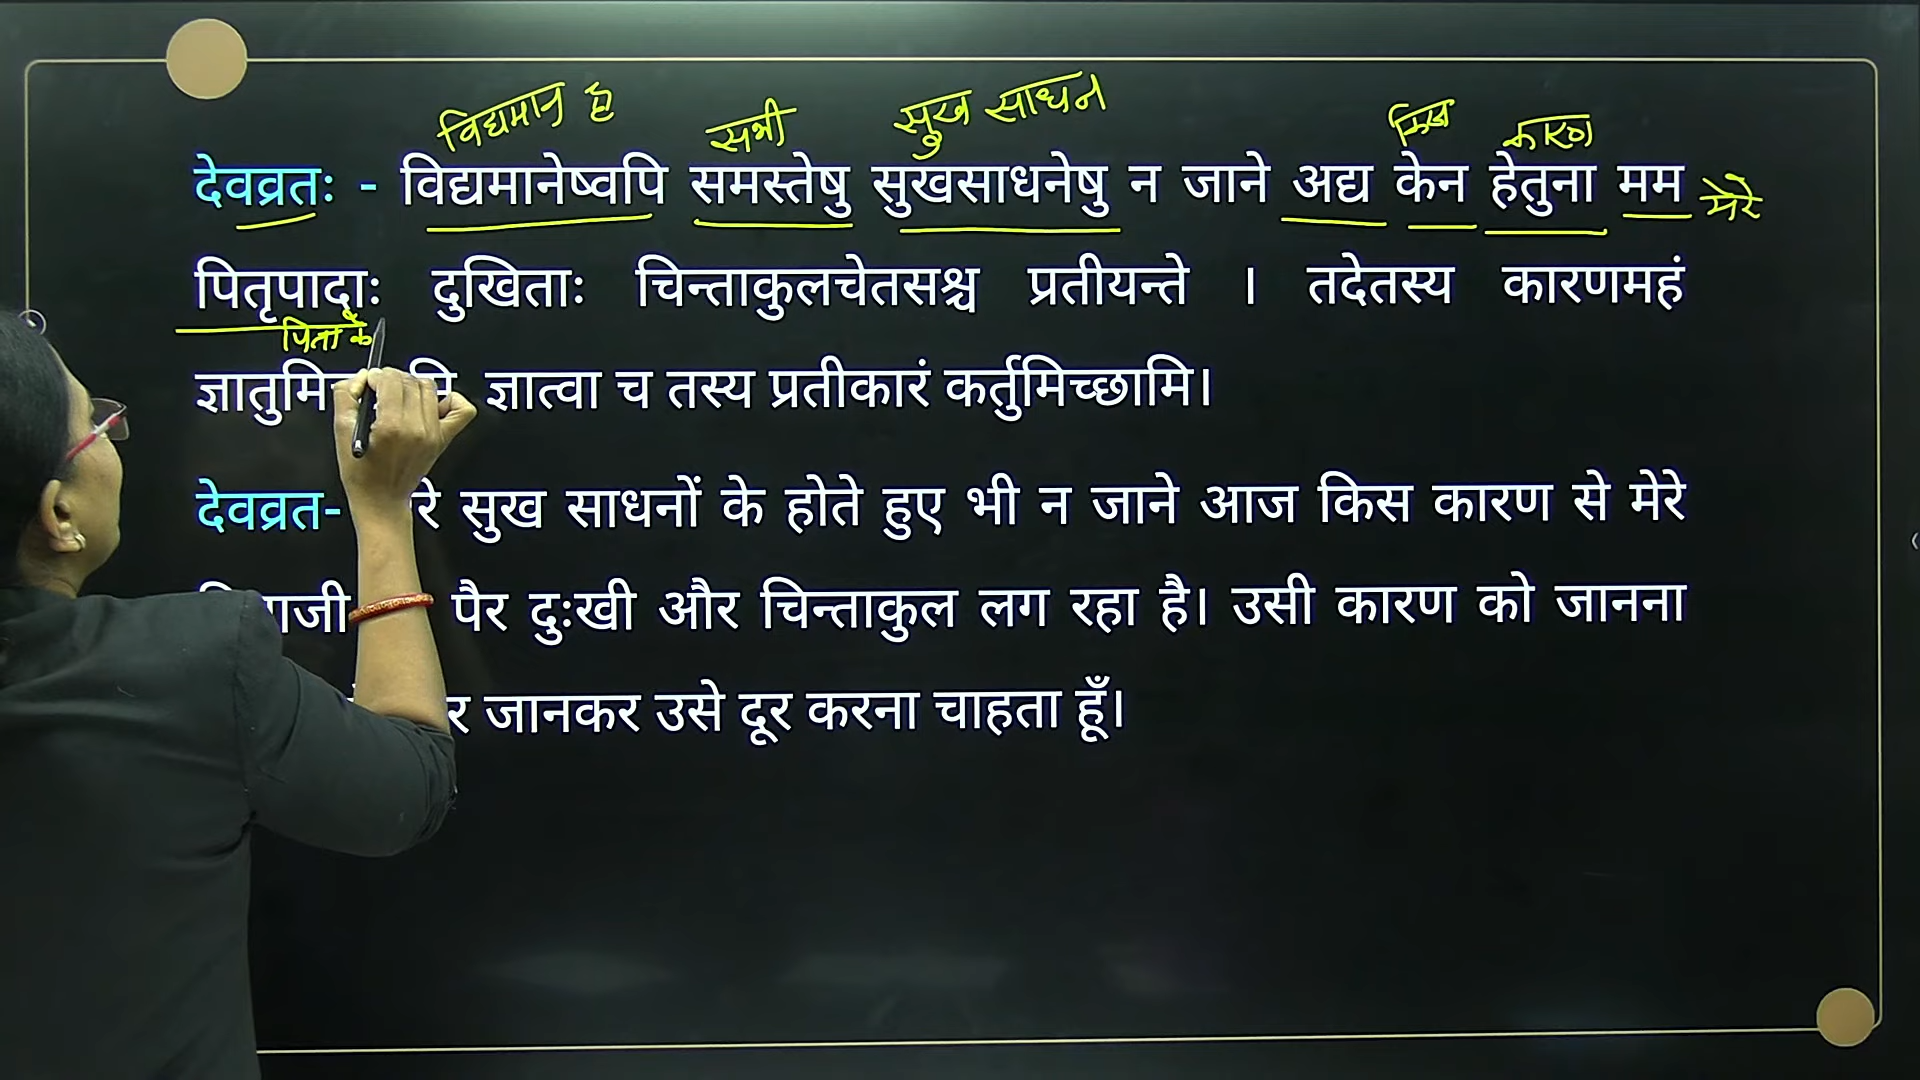 विद्यमान है सभी सुख साधन किस कारण
देवव्रतः - विद्यमानेष्वपि समस्तेषु सुखसाधनेषु न जाने अद्य केन हेतुना मम मेरे
पितृपादाः दुखिताः चिन्ताकुलचेतसश्च प्रतीयन्ते । तदेतस्य कारणमहं
पिता के
ज्ञात्वा च तस्य प्रतीकारं कर्तुमिच्छामि।
देवव्रत- सुख साधनों के होते हुए भी न जाने आज किस कारण से मेरे
पैर दुःखी और चिन्ताकुल लग रहा है। उसी कारण को जानना
जानकर उसे दूर करना चाहता हूँ।